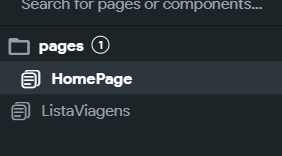 Search for pages or components...
pages 1
HomePage
ListaViagens